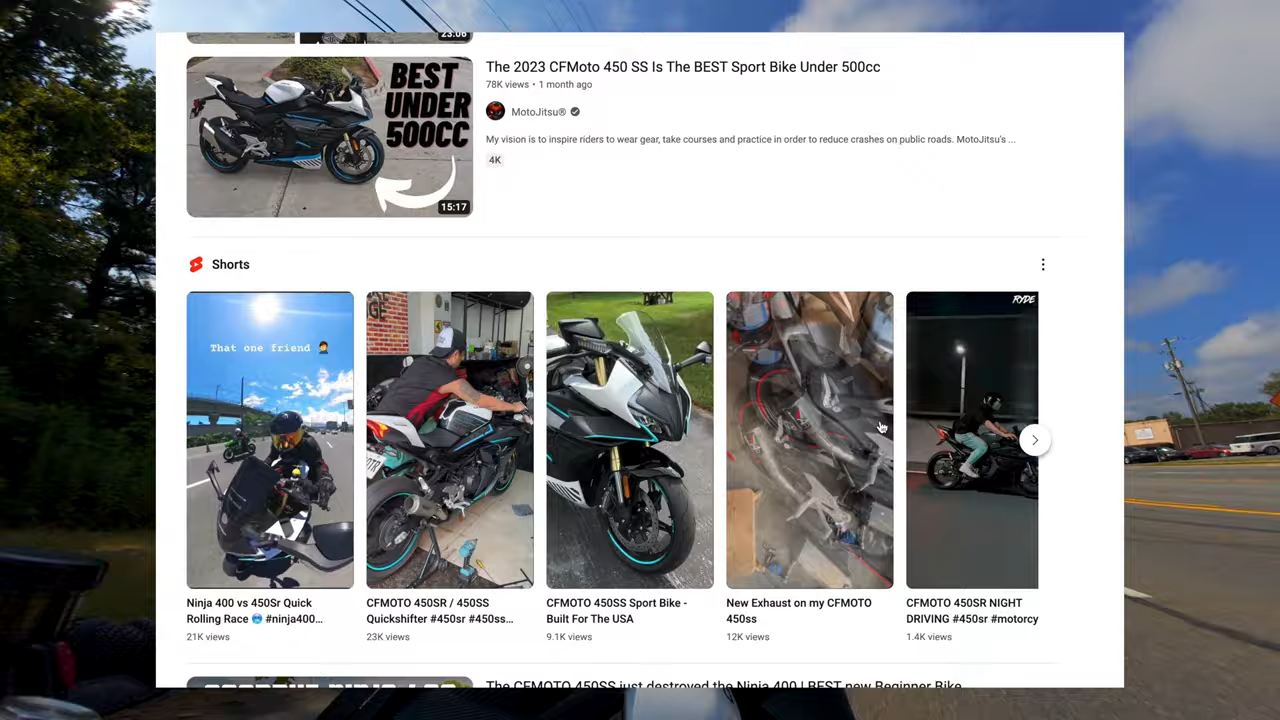 23:06
The 2023 CFMoto 450 SS Is The BEST Sport Bike Under 500cc
78K views • 1 month ago
MotoJitsu®
My vision is to inspire riders to wear gear, take courses and practice in order to reduce crashes on public roads. MotoJitsu's ...
4K
BEST
UNDER
500CC
15:17
Shorts
That one friend
RYDE
Ninja 400 vs 450Sr Quick
Rolling Race 🥶 #ninja400...
21K views
CFMOTO 450SR / 450SS
Quickshifter #450sr #450ss...
23K views
CFMOTO 450SS Sport Bike -
Built For The USA
9.1K views
New Exhaust on my CFMOTO
450ss
12K views
CFMOTO 450SR NIGHT
DRIVING #450sr #motorcy
1.4K views
The CFMOTO 450SS just destroyed the Ninja 400 | BEST new Beginner Bike